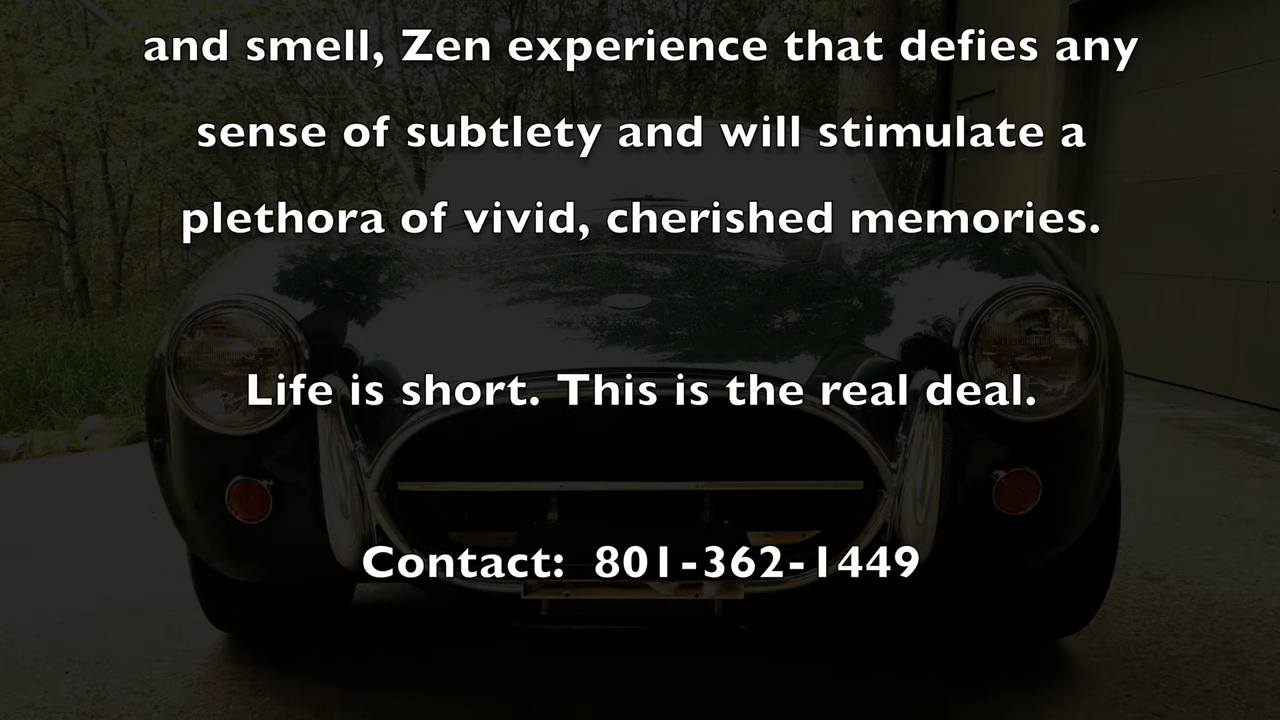 and smell, Zen experience that defies any
sense of subtlety and will stimulate a
plethora of vivid, cherished memories.
Life is short. This is the real deal.
Contact: 801-362-1449